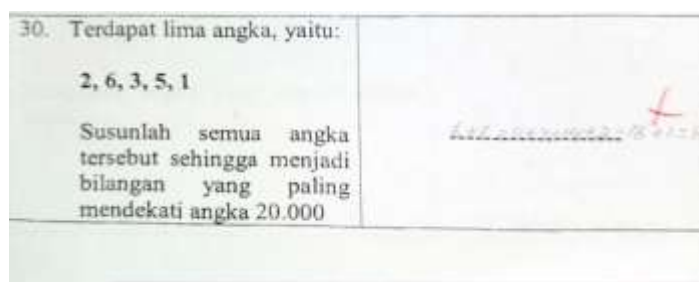 30. Terdapat lima angka, yaitu:
2, 6, 3, 5, 1
Susunlah semua angka
tersebut sehingga menjadi
bilangan yang paling
mendekati angka 20.000